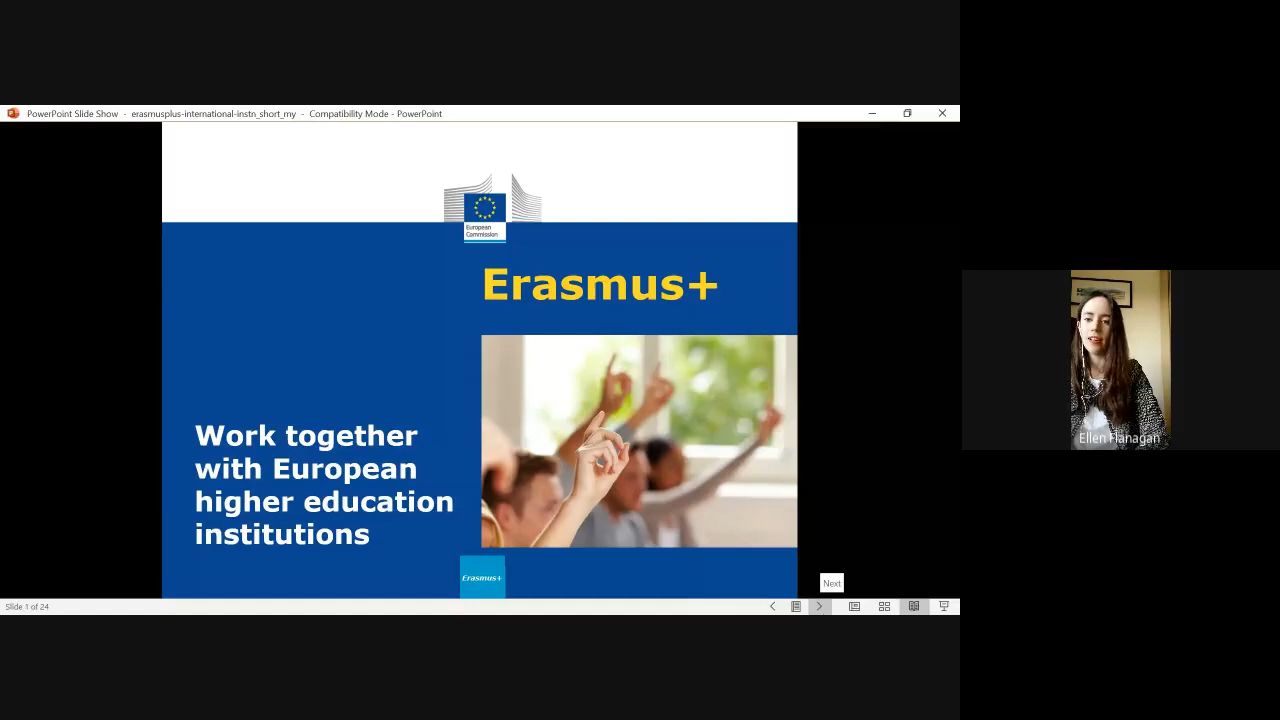 PowerPoint Slide Show - erasmusplus-international-instn_short_my - Compatibility Mode - PowerPoint
European
Commission
Erasmus+
Work together
with European
higher education
institutions
Erasmus+
Ellen Flanagan
Next
Slide 1 of 24